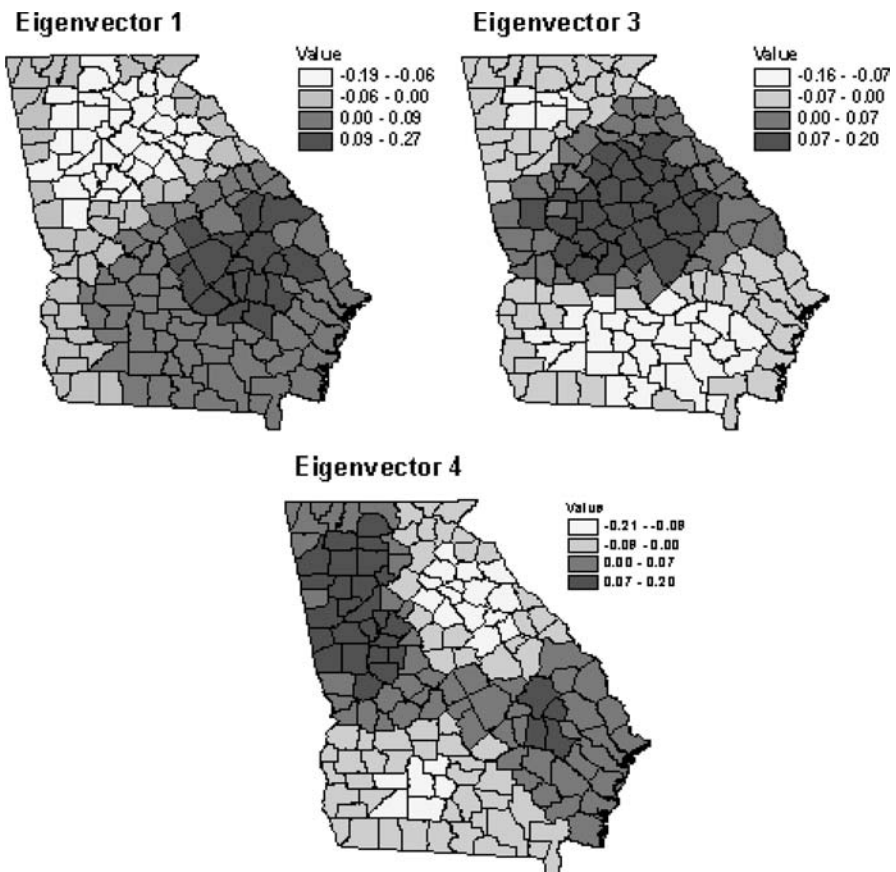 Eigenvector 1
Value
-0.19 - -0.06
-0.06 - 0.00
0.00 - 0.09
0.09 - 0.27
Eigenvector 3
Value
-0.16 - -0.07
-0.07 - 0.00
0.00 - 0.07
0.07 - 0.20
Eigenvector 4
Value
-0.21 - -0.08
-0.08 - 0.00
0.00 - 0.07
0.07 - 0.20